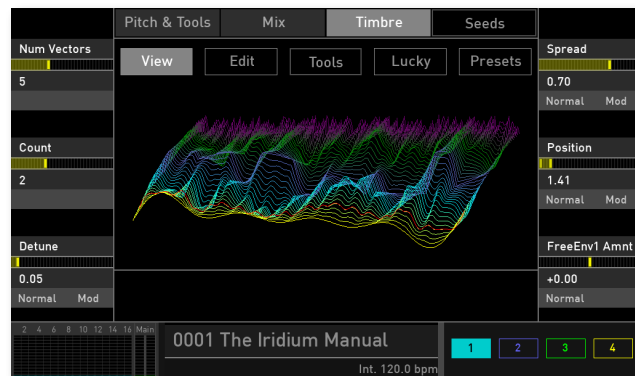 Pitch & Tools Mix Timbre Seeds
View Edit Tools Lucky Presets
Num Vectors
5
Count
2
Detune
0.05
Normal Mod
Spread
0.70
Normal Mod
Position
1.41
Normal Mod
FreeEnv1 Amnt
+0.00
Normal
2 4 6 8 10 12 14 16 Main
0001 The Iridium Manual
Int. 120.0 bpm
1 2 3 4